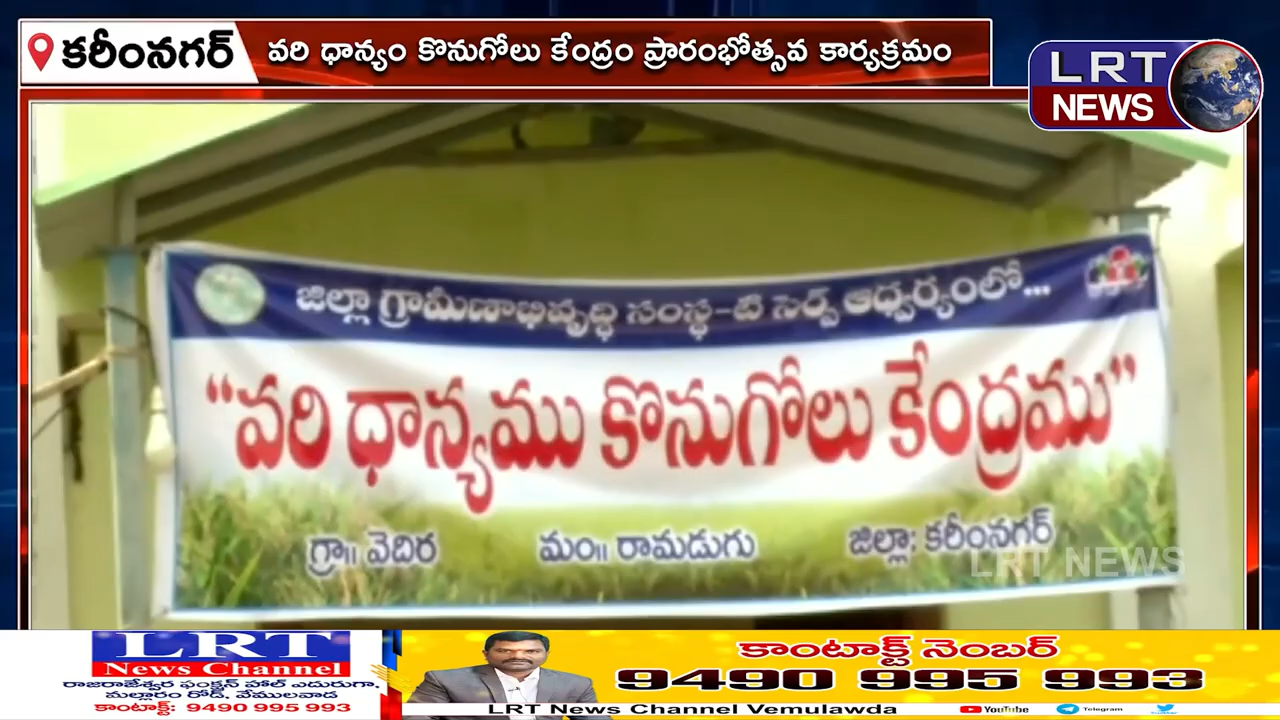 కరీంనగర్
వరి ధాన్యం కొనుగోలు కేంద్రం ప్రారంభోత్సవ కార్యక్రమం
LRT
NEWS
జిల్లా గ్రామీణాభివృద్ధి సంస్థ-టి సెర్ప్ ఆధ్వర్యంలో...
"వరి ధాన్యము కొనుగోలు కేంద్రము"
గ్రా॥ వెదిర మం॥ రామడుగు జిల్లా: కరీంనగర్
LRT NEWS
LRT
News Channel
రాజరాజేశ్వర ఫంక్షన్ హాల్ ఎదురుగా,
మల్లారం రోడ్, వేములవాడ
కాంటాక్ట్: 9490 995 993
కాంటాక్ట్ నెంబర్
9490 995 993
LRT News Channel Vemulawada YouTube Telegram Twitter